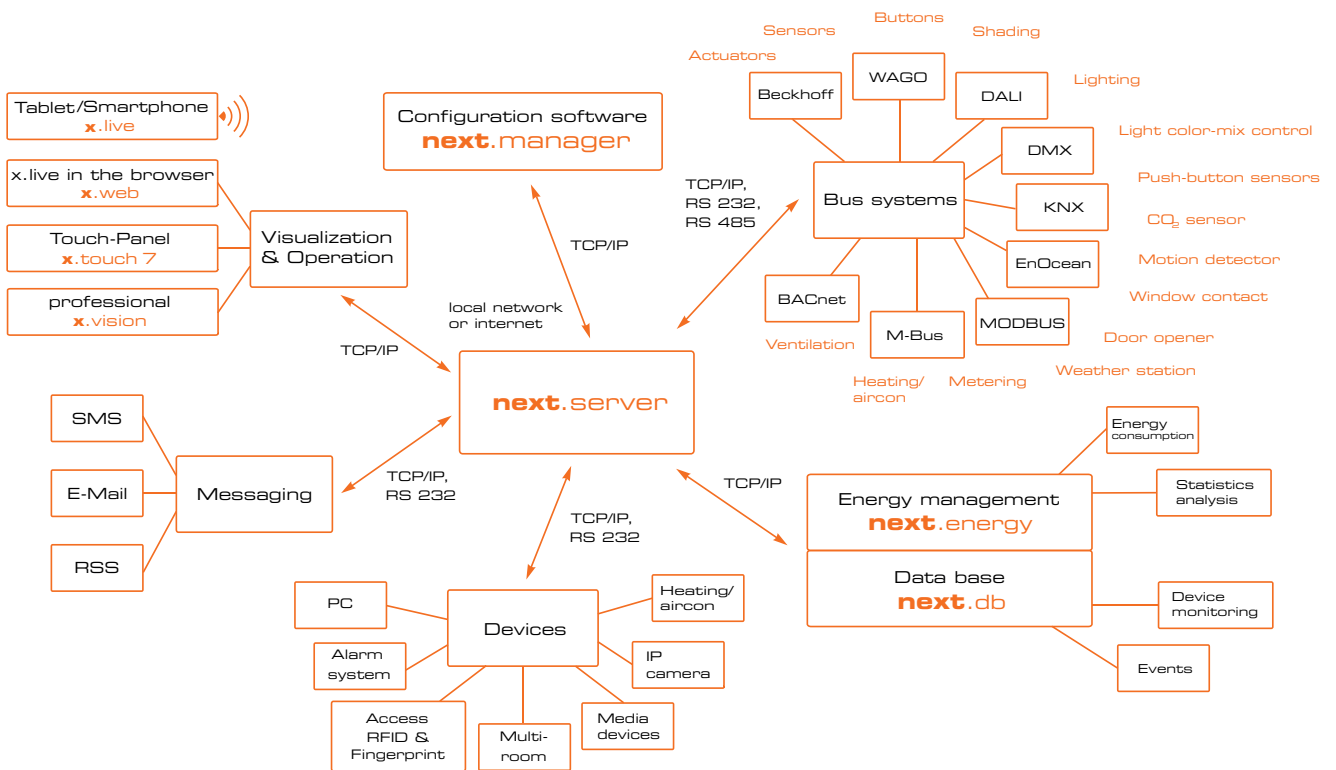 Buttons
Sensors
Shading
Actuators
WAGO
Beckhoff
DALI
Lighting
Tablet/Smartphone
x.live
Configuration software
next.manager
Light color-mix control
DMX
x.live in the browser
x.web
TCP/IP,
RS 232,
RS 485
Bus systems
Push-button sensors
KNX
CO₂ sensor
Touch-Panel
x.touch 7
Visualization
& Operation
TCP/IP
EnOcean
Motion detector
professional
x.vision
local network
or internet
BACnet
Window contact
MODBUS
M-Bus
Door opener
Ventilation
TCP/IP
Weather station
Heating/
aircon
Metering
next.server
SMS
Energy
consumption
E-Mail
Messaging
TCP/IP,
RS 232
TCP/IP
Energy management
next.energy
Statistics
analysis
TCP/IP,
RS 232
RSS
Data base
next.db
Device
monitoring
PC
Heating/
aircon
Devices
Alarm
system
IP
camera
Events
Access
RFID &
Fingerprint
Multi-
room
Media
devices